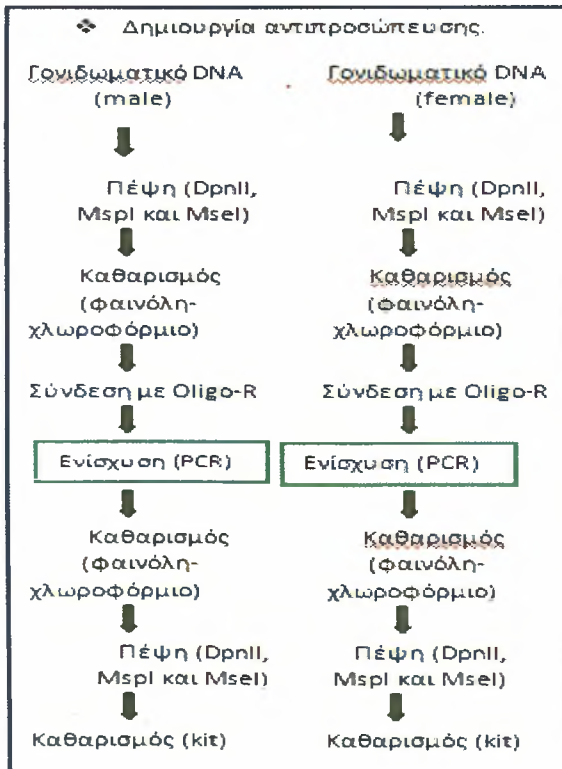 ❖ Δημιουργία αντιπροσώπευσης.
Γονιδωματικό DNA
(male)
Πέψη (DpnII,
MspI και MseI)
Καθαρισμός
(φαινόλη-
χλωροφόρμιο)
Σύνδεση με Oligo-R
Ενίσχυση (PCR)
Καθαρισμός
(φαινόλη-
χλωροφόρμιο)
Πέψη (DpnII,
MspI και MseI)
Καθαρισμός (kit)
Γονιδωματικό DNA
(female)
Πέψη (DpnII,
MspI και MseI)
Καθαρισμός
(φαινόλη-
χλωροφόρμιο)
Σύνδεση με Oligo-R
Ενίσχυση (PCR)
Καθαρισμός
(φαινόλη-
χλωροφόρμιο)
Πέψη (DpnII,
MspI και MseI)
Καθαρισμός (kit)